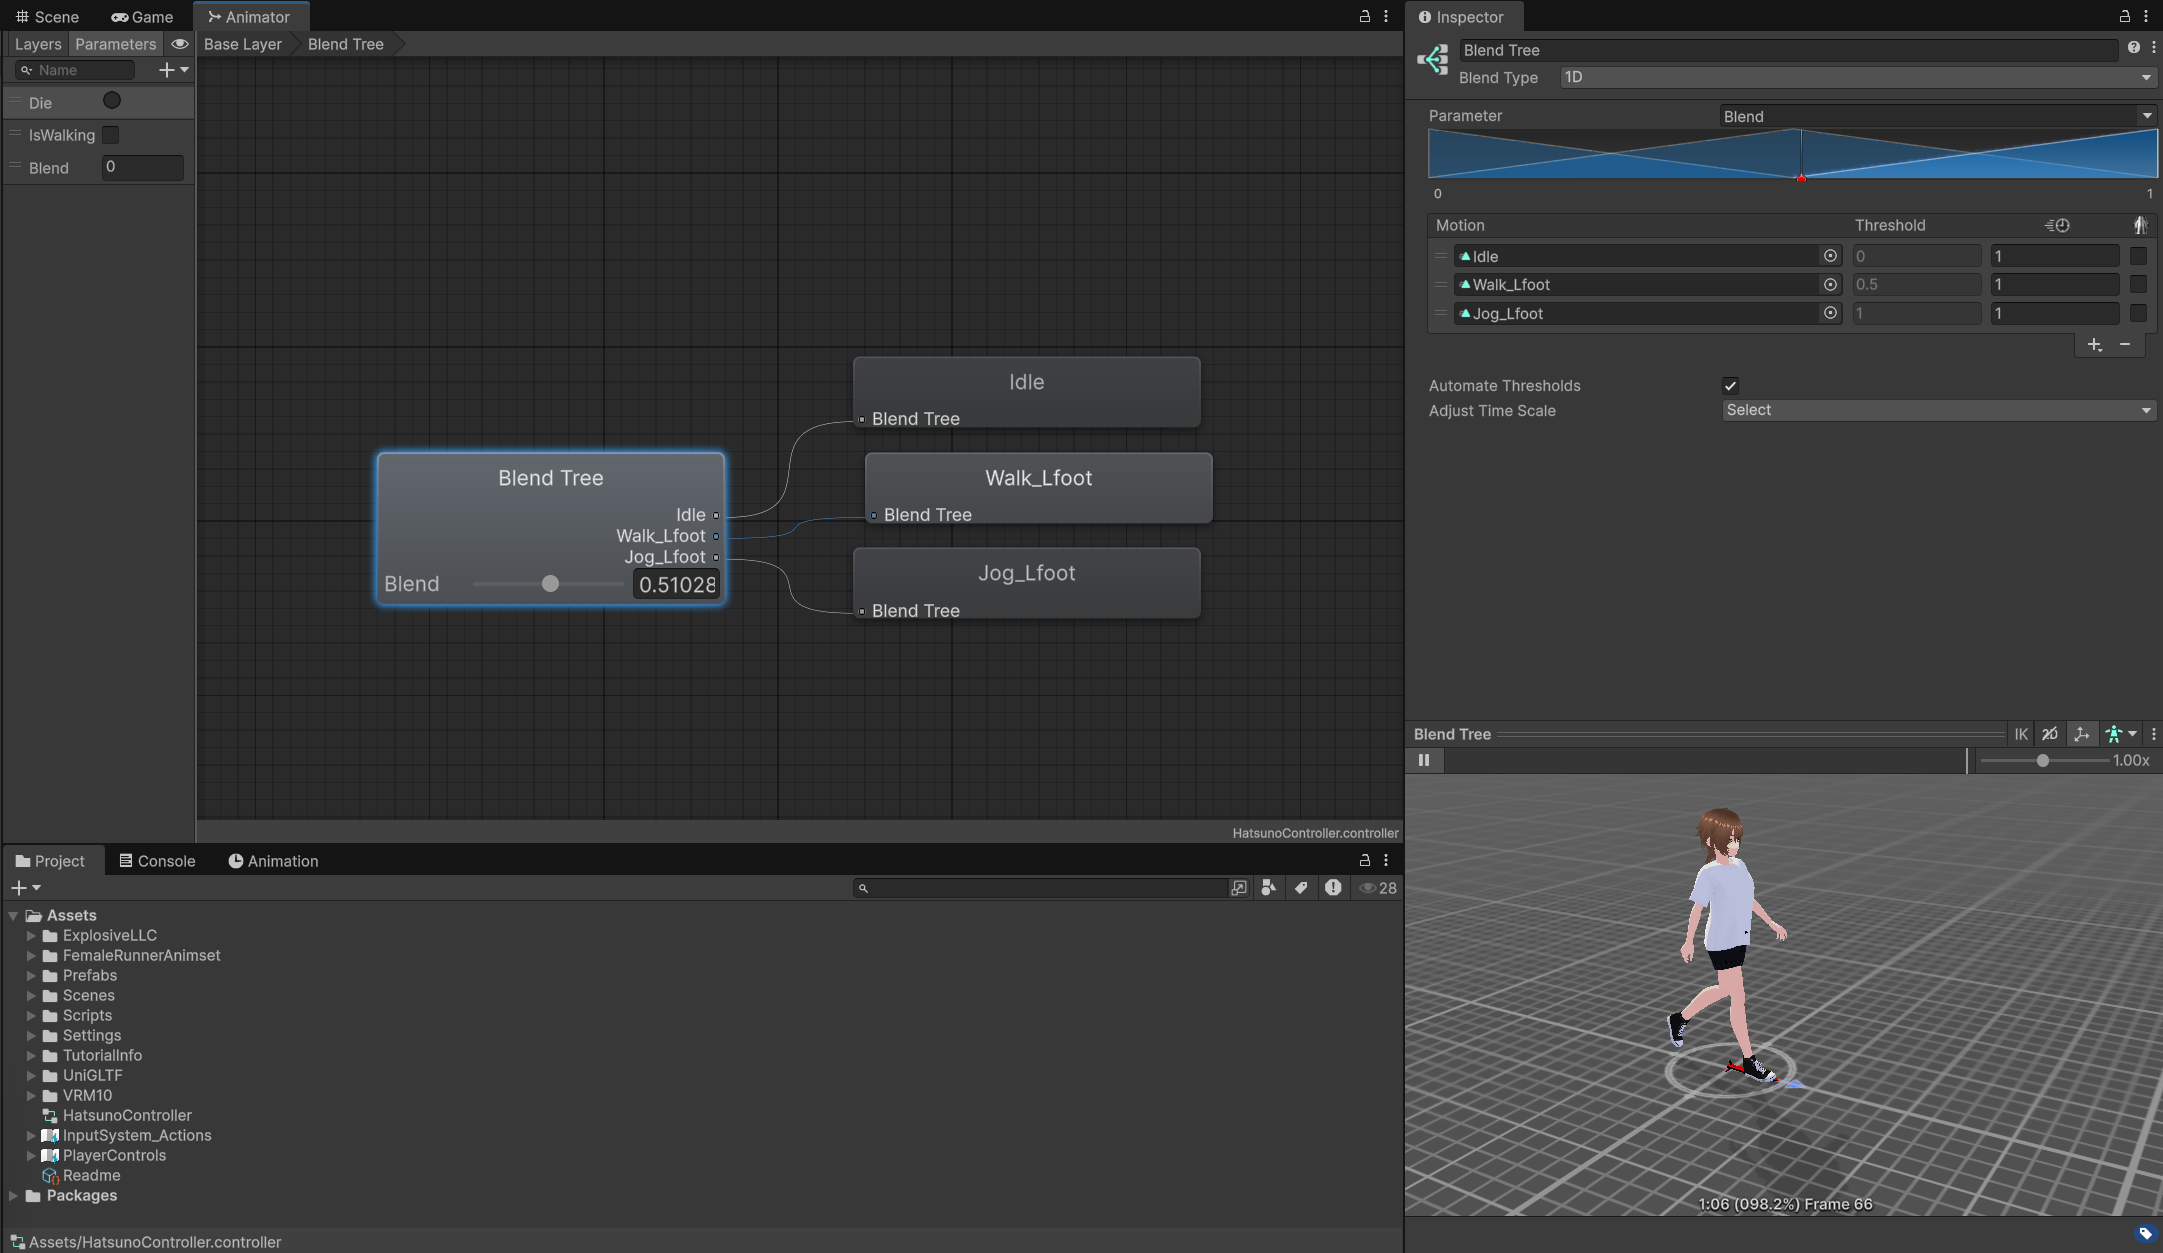 Scene
Game
Animator
Layers
Parameters
Base Layer
Blend Tree
Name
Die
IsWalking
Blend
0
Idle
Blend Tree
Blend Tree
Idle
Walk_Lfoot
Jog_Lfoot
Blend
0.51028
Walk_Lfoot
Blend Tree
Jog_Lfoot
Blend Tree
HatsunoController.controller
Inspector
Blend Tree
Blend Type
1D
Parameter
Blend
0
1
Motion
Threshold
Idle
0
1
Walk_Lfoot
0.5
1
Jog_Lfoot
1
1
Automate Thresholds
Adjust Time Scale
Select
Blend Tree
IK
2D
1.00x
1:06 (098.2%) Frame 66
Project
Console
Animation
28
Assets
ExplosiveLLC
FemaleRunnerAnimset
Prefabs
Scenes
Scripts
Settings
TutorialInfo
UniGLTF
VRM10
HatsunoController
InputSystem_Actions
PlayerControls
Readme
Packages
Assets/HatsunoController.controller